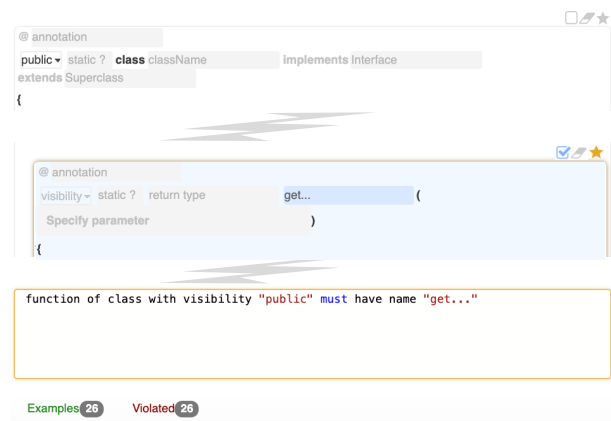 @ annotation
public static ? class className implements Interface
extends Superclass
{
@ annotation
visibility static ? return type get... (
Specify parameter )
{
function of class with visibility "public" must have name "get..."
Examples 26 Violated 26